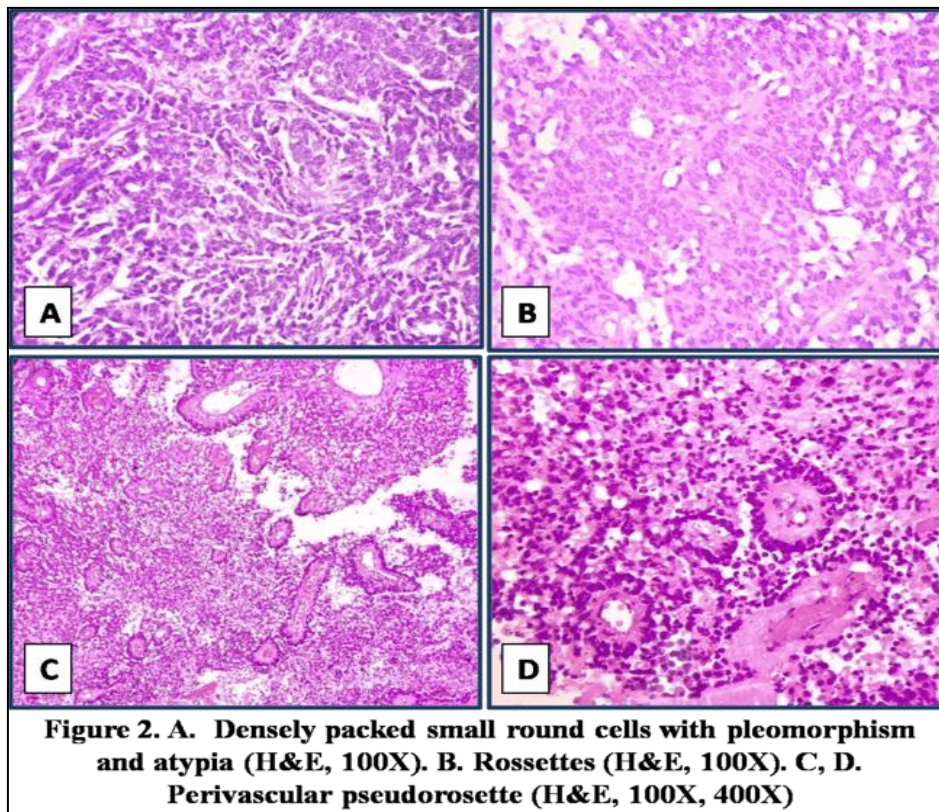 A
B
C
D
Figure 2. A. Densely packed small round cells with pleomorphism
and atypia (H&E, 100X). B. Rossettes (H&E, 100X). C, D.
Perivascular pseudorosette (H&E, 100X, 400X)